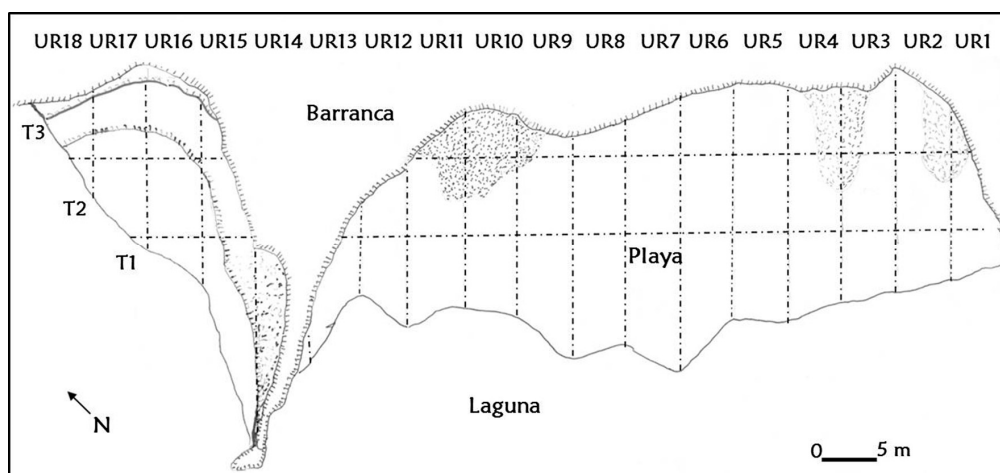 UR18 UR17 UR16 UR15 UR14 UR13 UR12 UR11 UR10 UR9 UR8 UR7 UR6 UR5 UR4 UR3 UR2 UR1
Barranca
T3
T2
T1
Playa
Laguna
N
0 5 m